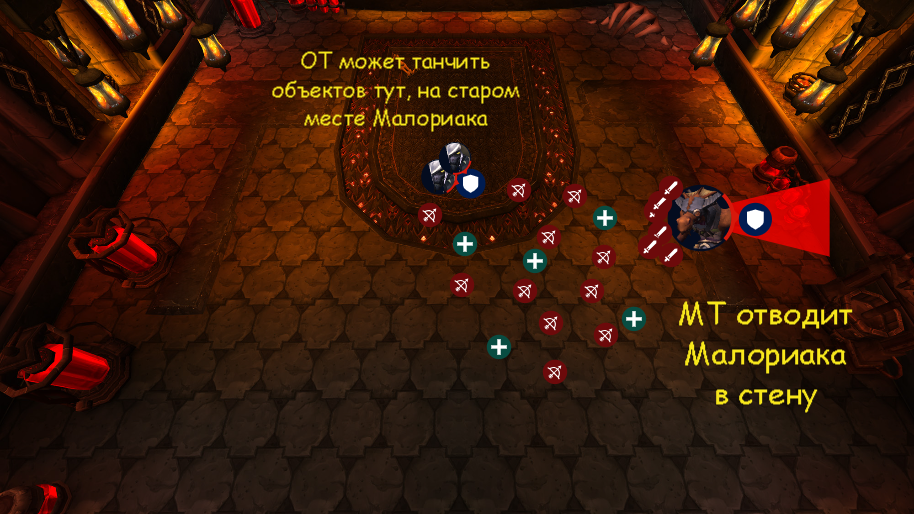 ОТ может танчить
объектов тут, на старом
месте Малориака
МТ отводит
Малориака
в стену